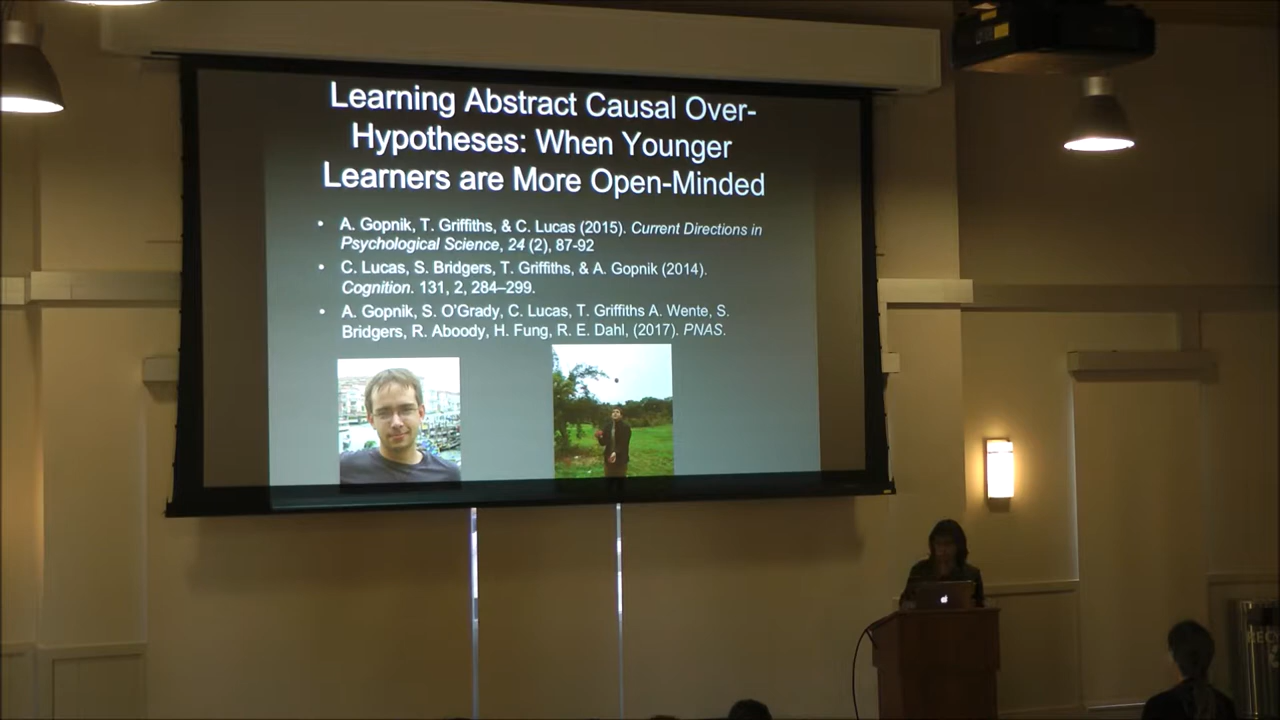 Learning Abstract Causal Over-
Hypotheses: When Younger
Learners are More Open-Minded
• A. Gopnik, T. Griffiths, & C. Lucas (2015). Current Directions in
Psychological Science, 24 (2), 87-92
• C. Lucas, S. Bridgers, T. Griffiths, & A. Gopnik (2014).
Cognition. 131, 2, 284–299.
• A. Gopnik, S. O'Grady, C. Lucas, T. Griffiths A. Wente, S.
Bridgers, R. Aboody, H. Fung, R. E. Dahl, (2017). PNAS.